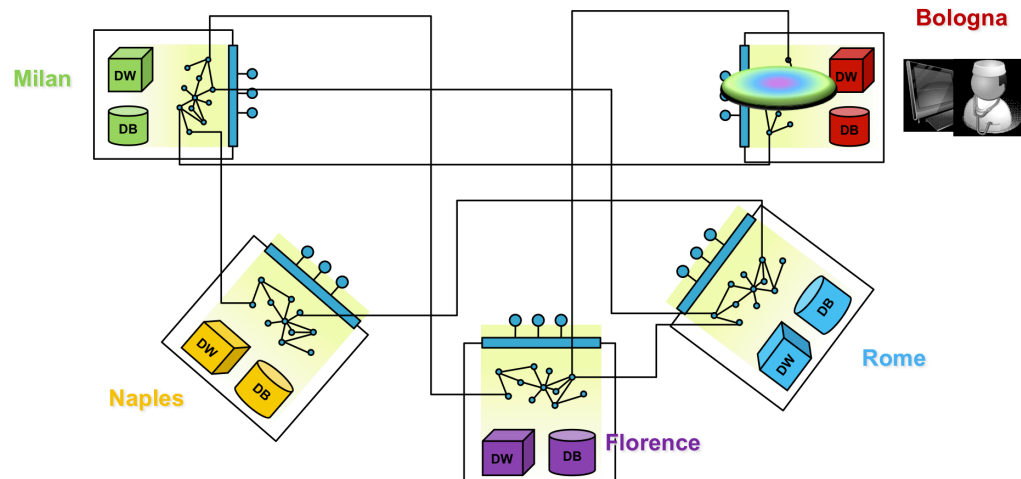 Bologna
Milan
DW
DB
DW
DB
DW
DB
Naples
DW
DB
Florence
DB
DW
Rome